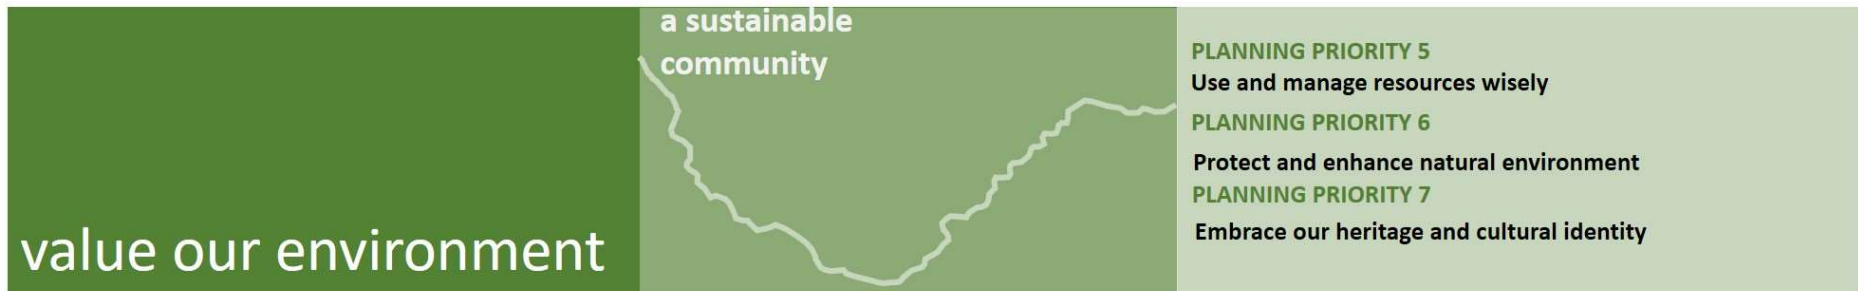 value our environment
a sustainable
community
PLANNING PRIORITY 5
Use and manage resources wisely
PLANNING PRIORITY 6
Protect and enhance natural environment
PLANNING PRIORITY 7
Embrace our heritage and cultural identity